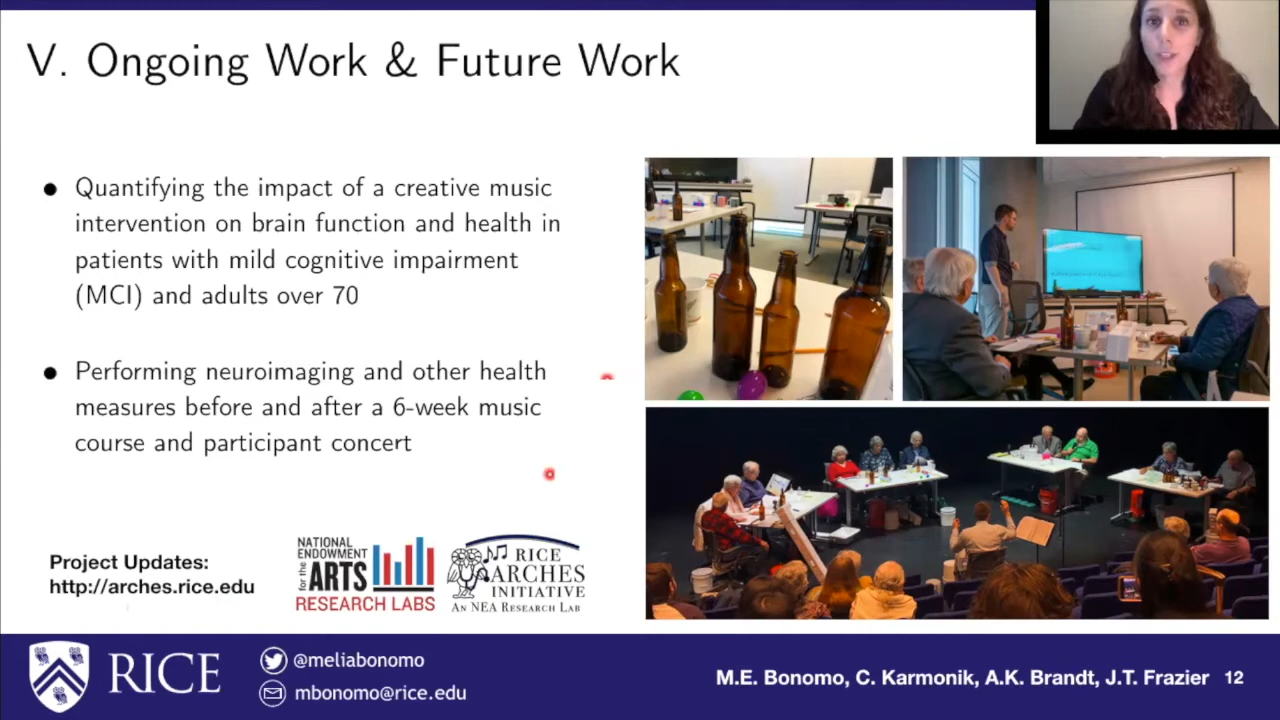 V. Ongoing Work & Future Work
● Quantifying the impact of a creative music
intervention on brain function and health in
patients with mild cognitive impairment
(MCI) and adults over 70
● Performing neuroimaging and other health
measures before and after a 6-week music
course and participant concert
Project Updates:
http://arches.rice.edu
NATIONAL
ENDOWMENT
for the
ARTS
RESEARCH LABS
RICE
ARCHES
INITIATIVE
AN NEA RESEARCH LAB
RICE
@meliabonomo
mbonomo@rice.edu
M.E. Bonomo, C. Karmonik, A.K. Brandt, J.T. Frazier 12